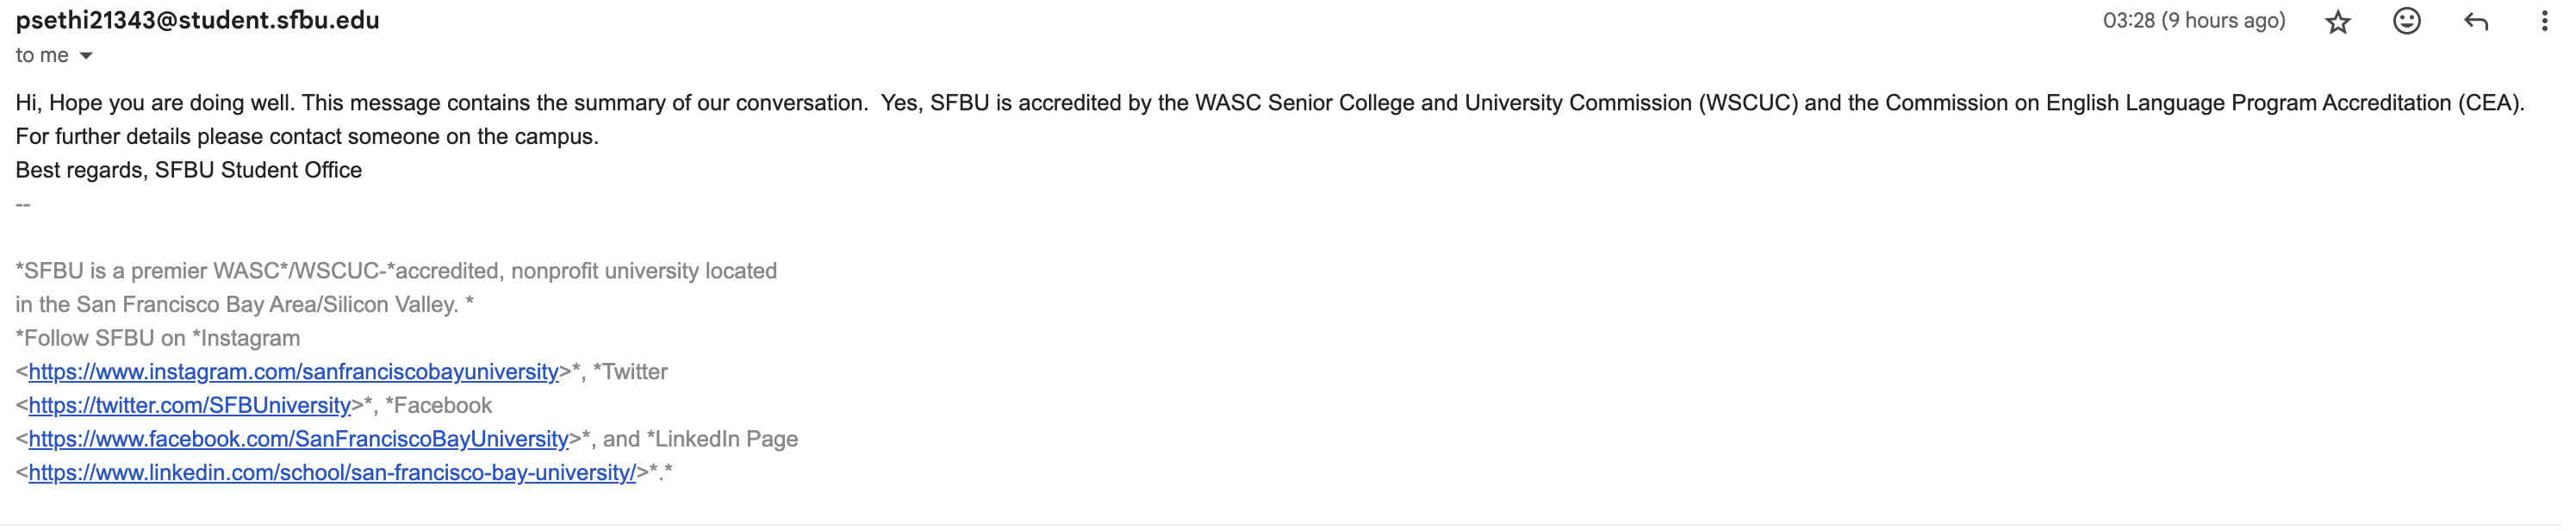 psethi21343@student.sfbu.edu
03:28 (9 hours ago)
to me
Hi, Hope you are doing well. This message contains the summary of our conversation.  Yes, SFBU is accredited by the WASC Senior College and University Commission (WSCUC) and the Commission on English Language Program Accreditation (CEA).
For further details please contact someone on the campus.
Best regards, SFBU Student Office
--
*SFBU is a premier WASC*/WSCUC-*accredited, nonprofit university located
in the San Francisco Bay Area/Silicon Valley. *
*Follow SFBU on *Instagram
<https://www.instagram.com/sanfranciscobayuniversity>*, *Twitter
<https://twitter.com/SFBUniversity>*, *Facebook
<https://www.facebook.com/SanFranciscoBayUniversity>*, and *LinkedIn Page
<https://www.linkedin.com/school/san-francisco-bay-university/>*.*